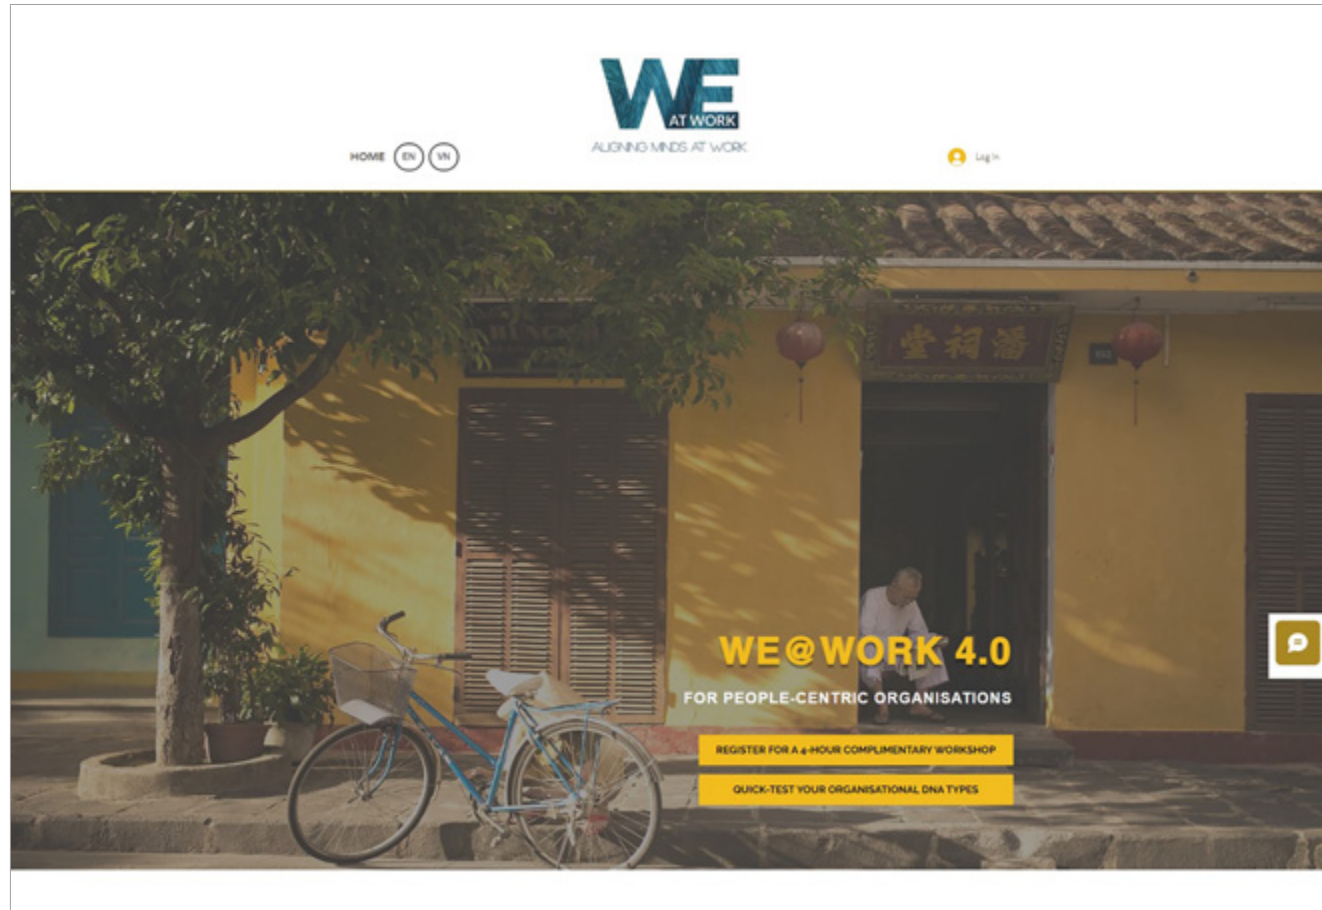 WE
AT WORK
ALIGNING MINDS AT WORK
HOME EN VN
Log In
潘祠堂
WE@WORK 4.0
FOR PEOPLE-CENTRIC ORGANISATIONS
REGISTER FOR A 4-HOUR COMPLIMENTARY WORKSHOP
QUICK-TEST YOUR ORGANISATIONAL DNA TYPES